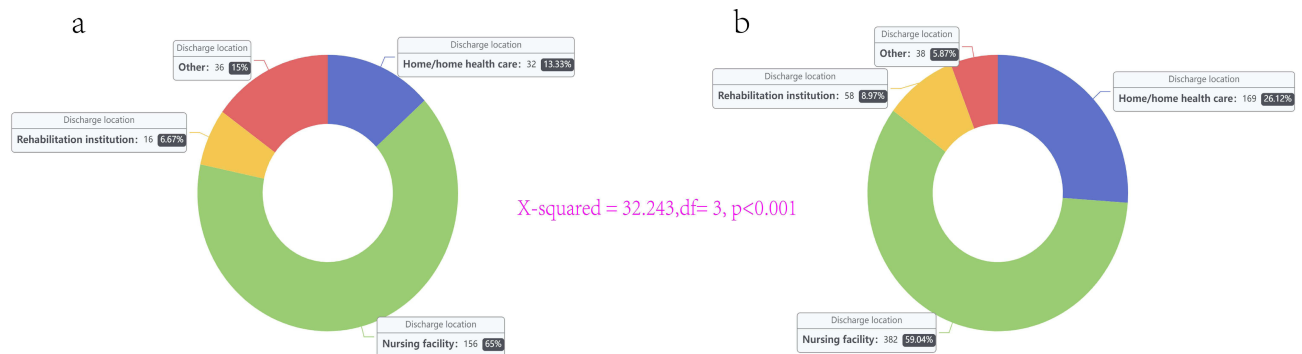 a
Discharge location
Other: 36 15%
Discharge location
Home/home health care: 32 13.33%
Discharge location
Rehabilitation institution: 16 6.67%
Discharge location
Nursing facility: 156 65%
X-squared = 32.243,df= 3, p<0.001
b
Discharge location
Other: 38 5.87%
Discharge location
Rehabilitation institution: 58 8.97%
Discharge location
Home/home health care: 169 26.12%
Discharge location
Nursing facility: 382 59.04%